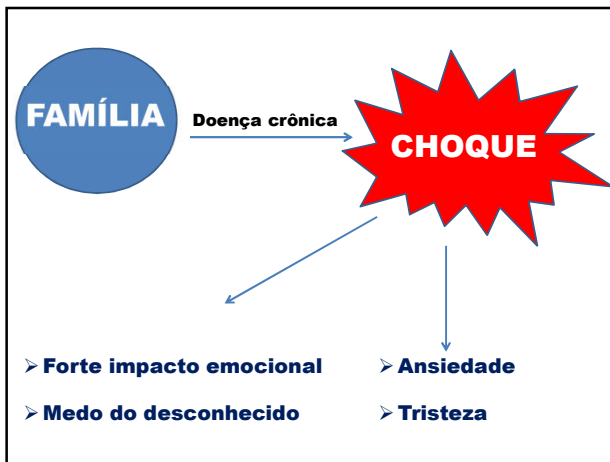 FAMÍLIA
Doença crônica
CHOQUE
➢ Forte impacto emocional
➢ Medo do desconhecido
➢ Ansiedade
➢ Tristeza